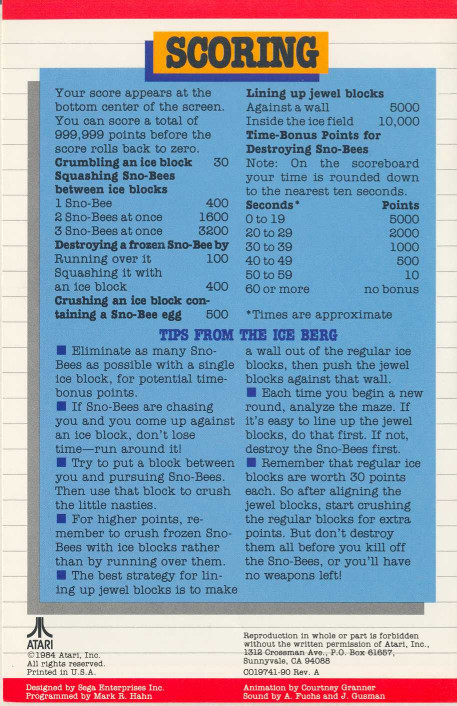 SCORING
Your score appears at the
bottom center of the screen.
You can score a total of
999,999 points before the
score rolls back to zero.
Crumbling an ice block 30
Squashing Sno-Bees
between ice blocks
1 Sno-Bee 400
2 Sno-Bees at once 1600
3 Sno-Bees at once 3200
Destroying a frozen Sno-Bee by
Running over it 100
Squashing it with
an ice block 400
Crushing an ice block con-
taining a Sno-Bee egg 500
Lining up jewel blocks
Against a wall 5000
Inside the ice field 10,000
Time-Bonus Points for
Destroying Sno-Bees
Note: On the scoreboard
your time is rounded down
to the nearest ten seconds.
Seconds* Points
0 to 19 5000
20 to 29 2000
30 to 39 1000
40 to 49 500
50 to 59 10
60 or more no bonus
*Times are approximate
TIPS FROM THE ICE BERG
■ Eliminate as many Sno-
Bees as possible with a single
ice block, for potential time-
bonus points.
■ If Sno-Bees are chasing
you and you come up against
an ice block, don't lose
time—run around it!
■ Try to put a block between
you and pursuing Sno-Bees.
Then use that block to crush
the little nasties.
■ For higher points, re-
member to crush frozen Sno-
Bees with ice blocks rather
than by running over them.
■ The best strategy for lin-
ing up jewel blocks is to make
a wall out of the regular ice
blocks, then push the jewel
blocks against that wall.
■ Each time you begin a new
round, analyze the maze. If
it's easy to line up the jewel
blocks, do that first. If not,
destroy the Sno-Bees first.
■ Remember that regular ice
blocks are worth 30 points
each. So after aligning the
jewel blocks, start crushing
the regular blocks for extra
points. But don't destroy
them all before you kill off
the Sno-Bees, or you'll have
no weapons left!
ATARI
©1984 Atari, Inc.
All rights reserved.
Printed in U.S.A.
Reproduction in whole or part is forbidden
without the written permission of Atari, Inc.,
1312 Crossman Ave., P.O. Box 61657,
Sunnyvale, CA 94088
CO19741-90 Rev. A
Designed by Sega Enterprises Inc.
Programmed by Mark R. Hahn
Animation by Courtney Granner
Sound by A. Fuchs and J. Gusman